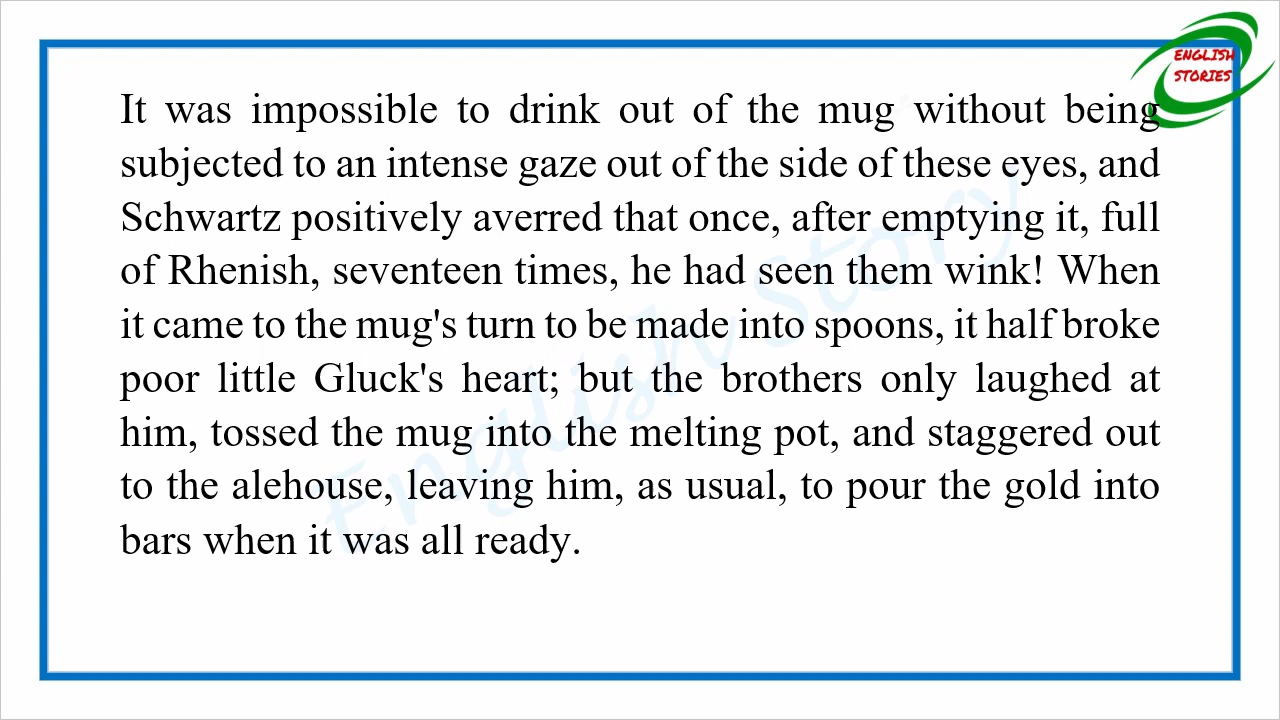 ENGLISH
STORIES
It was impossible to drink out of the mug without being
subjected to an intense gaze out of the side of these eyes, and
Schwartz positively averred that once, after emptying it, full
of Rhenish, seventeen times, he had seen them wink! When
it came to the mug's turn to be made into spoons, it half broke
poor little Gluck's heart; but the brothers only laughed at
him, tossed the mug into the melting pot, and staggered out
to the alehouse, leaving him, as usual, to pour the gold into
bars when it was all ready.
English Story